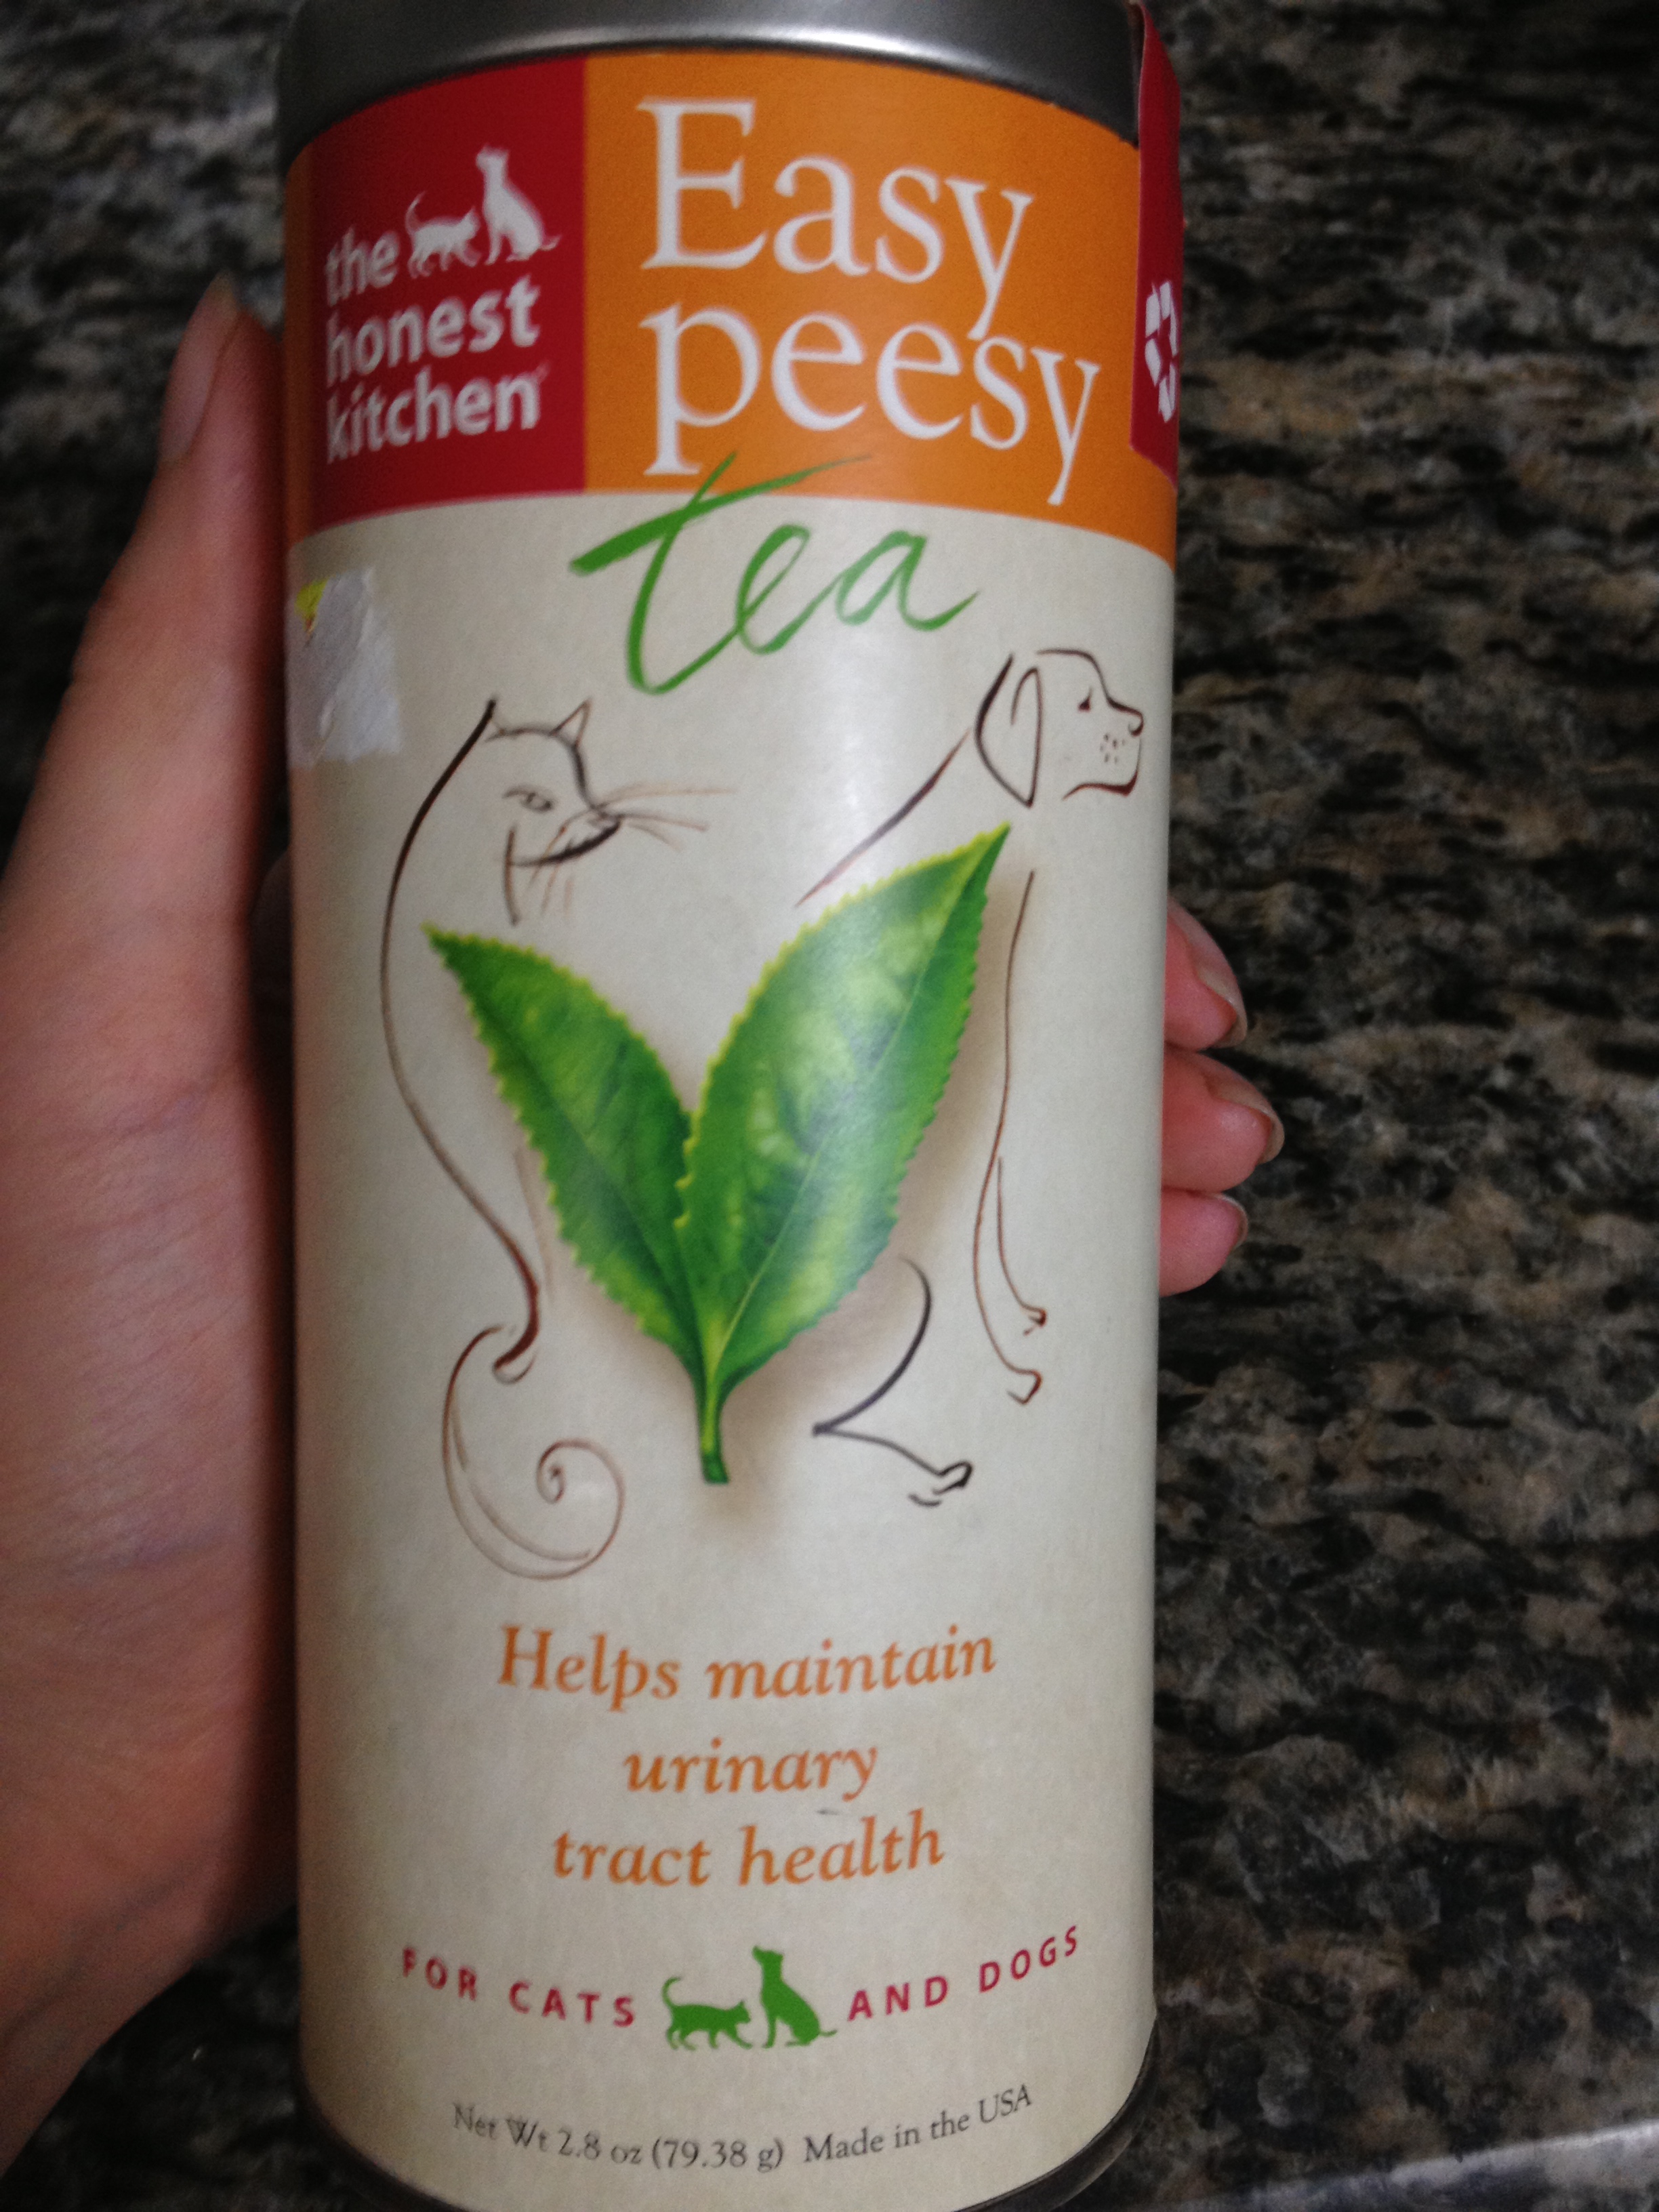 the
honest
kitchen
Easy
peesy
tea
Helps maintain
urinary
tract health
FOR CATS AND DOGS
Net Wt 2.8 oz (79.38 g) Made in the USA